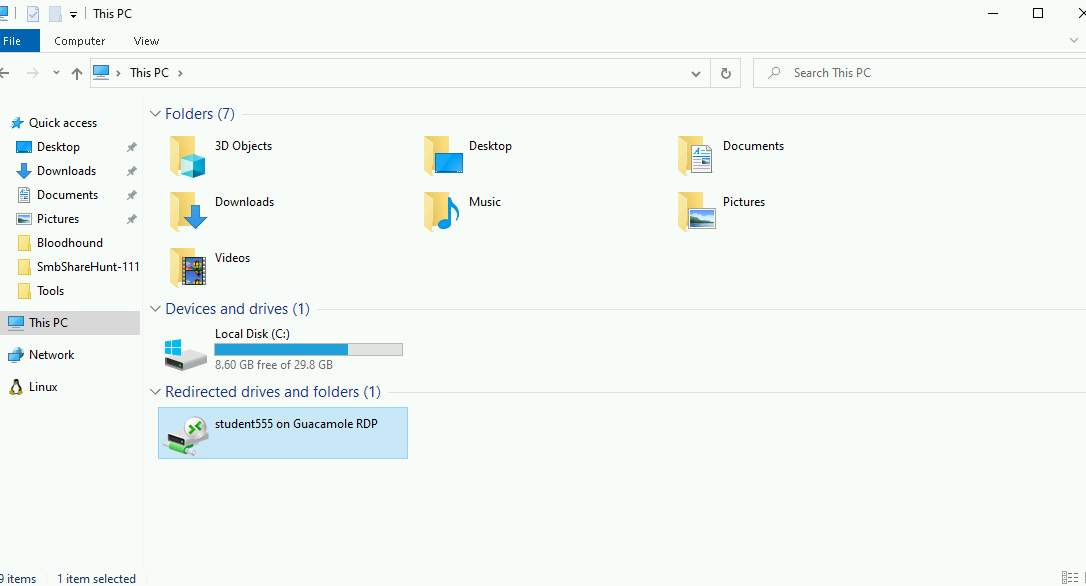 This PC
File Computer View
This PC
Search This PC
Quick access
Desktop
Downloads
Documents
Pictures
Bloodhound
SmbShareHunt-111
Tools
This PC
Network
Linux
Folders (7)
3D Objects
Desktop
Documents
Downloads
Music
Pictures
Videos
Devices and drives (1)
Local Disk (C:)
8.60 GB free of 29.8 GB
Redirected drives and folders (1)
student555 on Guacamole RDP
9 items 1 item selected